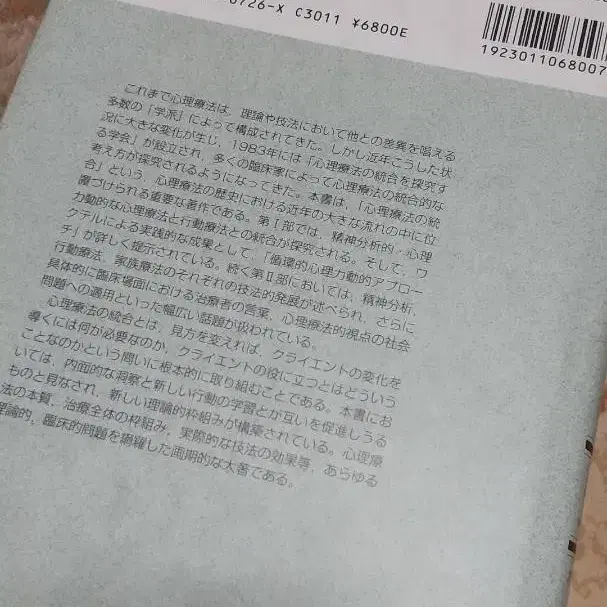 0726-X C3011 ¥6800E
1923011068007
これまで心理療法は，理論や技法において他との差異を唱える
多数の「学派」によって構成されてきた。しかし近年こうした状
況に大きな変化が生じ，1983年には「心理療法の統合を探究す
る学会」が設立され，多くの臨床家によって心理療法の統合的な
考え方が探究されるようになってきた。本書は，「心理療法の統
合」という，心理療法の歴史における近年の大きな流れの中に位
置づけられる重要な著作である。第Ⅰ部では，精神分析的・心理
力動的な心理療法と行動療法との統合が探究される。そして，ワ
クテルによる実践的な成果として，「循環的心理力動的アプロー
チ」が詳しく提示されている。続く第Ⅱ部においては，精神分析，
行動療法，家族療法のそれぞれの技法的発展が述べられ，さらに
具体的に臨床場面における治療者の言葉，心理療法的視点の社会
問題への適用といった幅広い話題が扱われている。
心理療法の統合とは，見方を変えれば，クライエントの変化を
導くには何が必要なのか，クライエントの役に立つとはどういう
ことなのかという問いに根本的に取り組むことである。本書にお
いては，内面的な洞察と新しい行動の学習とが互いを促進しうる
ものと見なされ，新しい理論的枠組みが構築されている。心理療
法の本質，治療全体の枠組み，実際的な技法の効果等，あらゆる
理論的，臨床的問題を網羅した画期的な大著である。